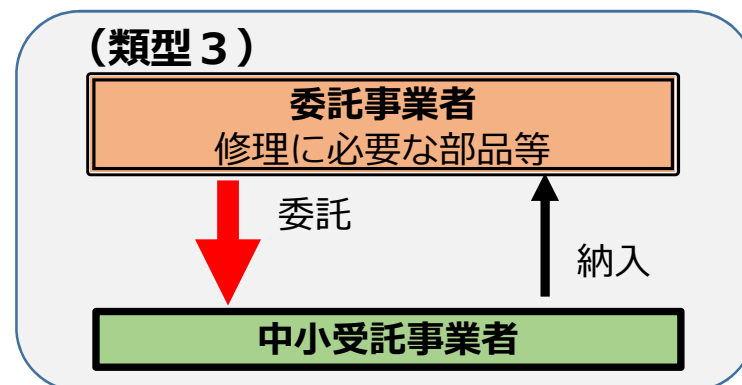 （類型３）
委託事業者
修理に必要な部品等
委託
納入
中小受託事業者